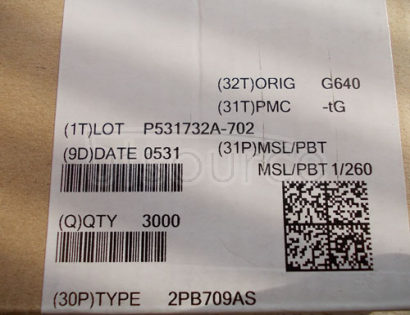 (32T)ORIG G640
(31T)PMC -tG
(1T)LOT P531732A-702
(9D)DATE 0531
(31P)MSL/PBT
MSL/PBT 1/260
(Q)QTY 3000
(30P)TYPE 2PB709AS